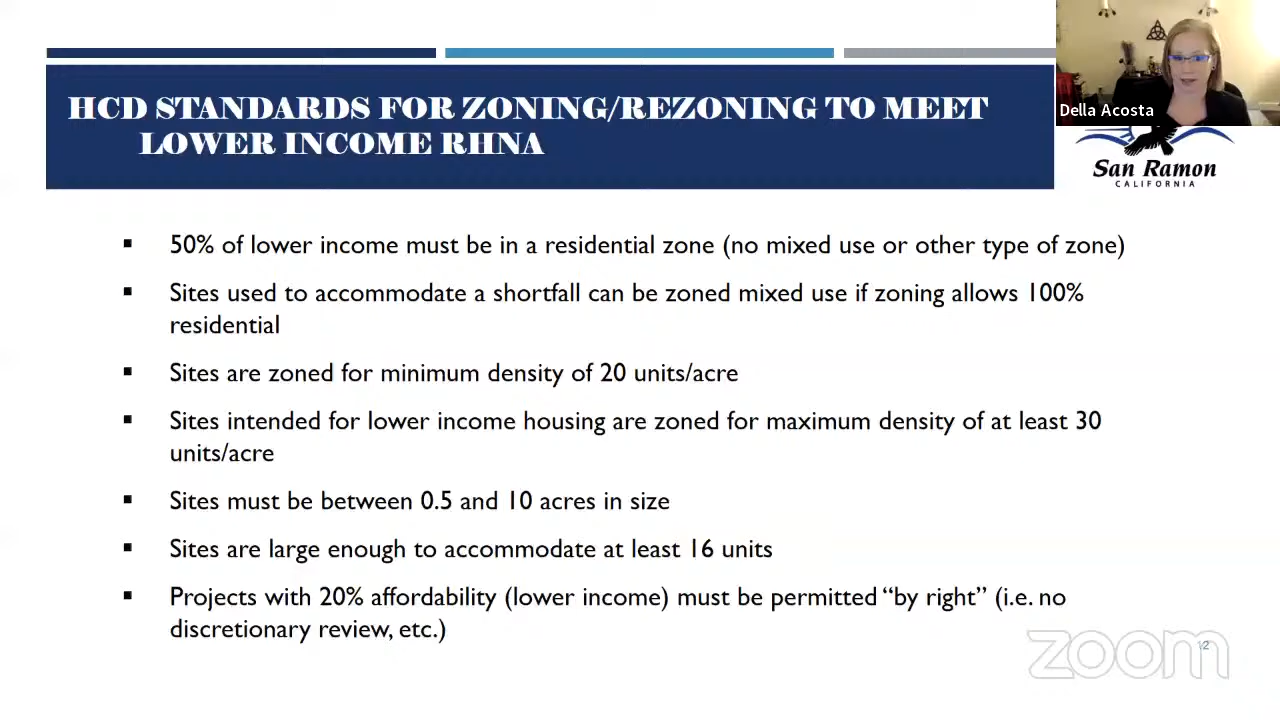 HCD STANDARDS FOR ZONING/REZONING TO MEET
LOWER INCOME RHNA
Della Acosta
San Ramon
CALIFORNIA
▪ 50% of lower income must be in a residential zone (no mixed use or other type of zone)
▪ Sites used to accommodate a shortfall can be zoned mixed use if zoning allows 100%
residential
▪ Sites are zoned for minimum density of 20 units/acre
▪ Sites intended for lower income housing are zoned for maximum density of at least 30
units/acre
▪ Sites must be between 0.5 and 10 acres in size
▪ Sites are large enough to accommodate at least 16 units
▪ Projects with 20% affordability (lower income) must be permitted “by right” (i.e. no
discretionary review, etc.)
zoom